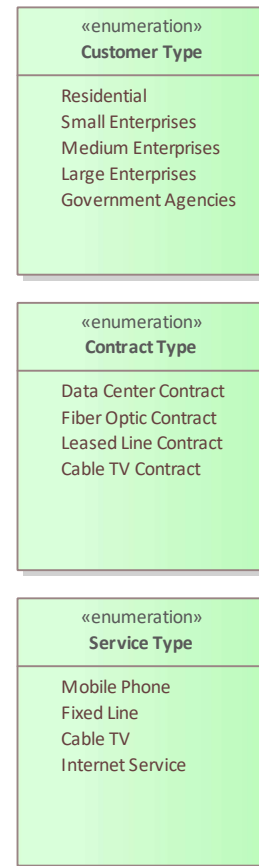 «enumeration»
Customer Type
Residential
Small Enterprises
Medium Enterprises
Large Enterprises
Government Agencies
«enumeration»
Contract Type
Data Center Contract
Fiber Optic Contract
Leased Line Contract
Cable TV Contract
«enumeration»
Service Type
Mobile Phone
Fixed Line
Cable TV
Internet Service